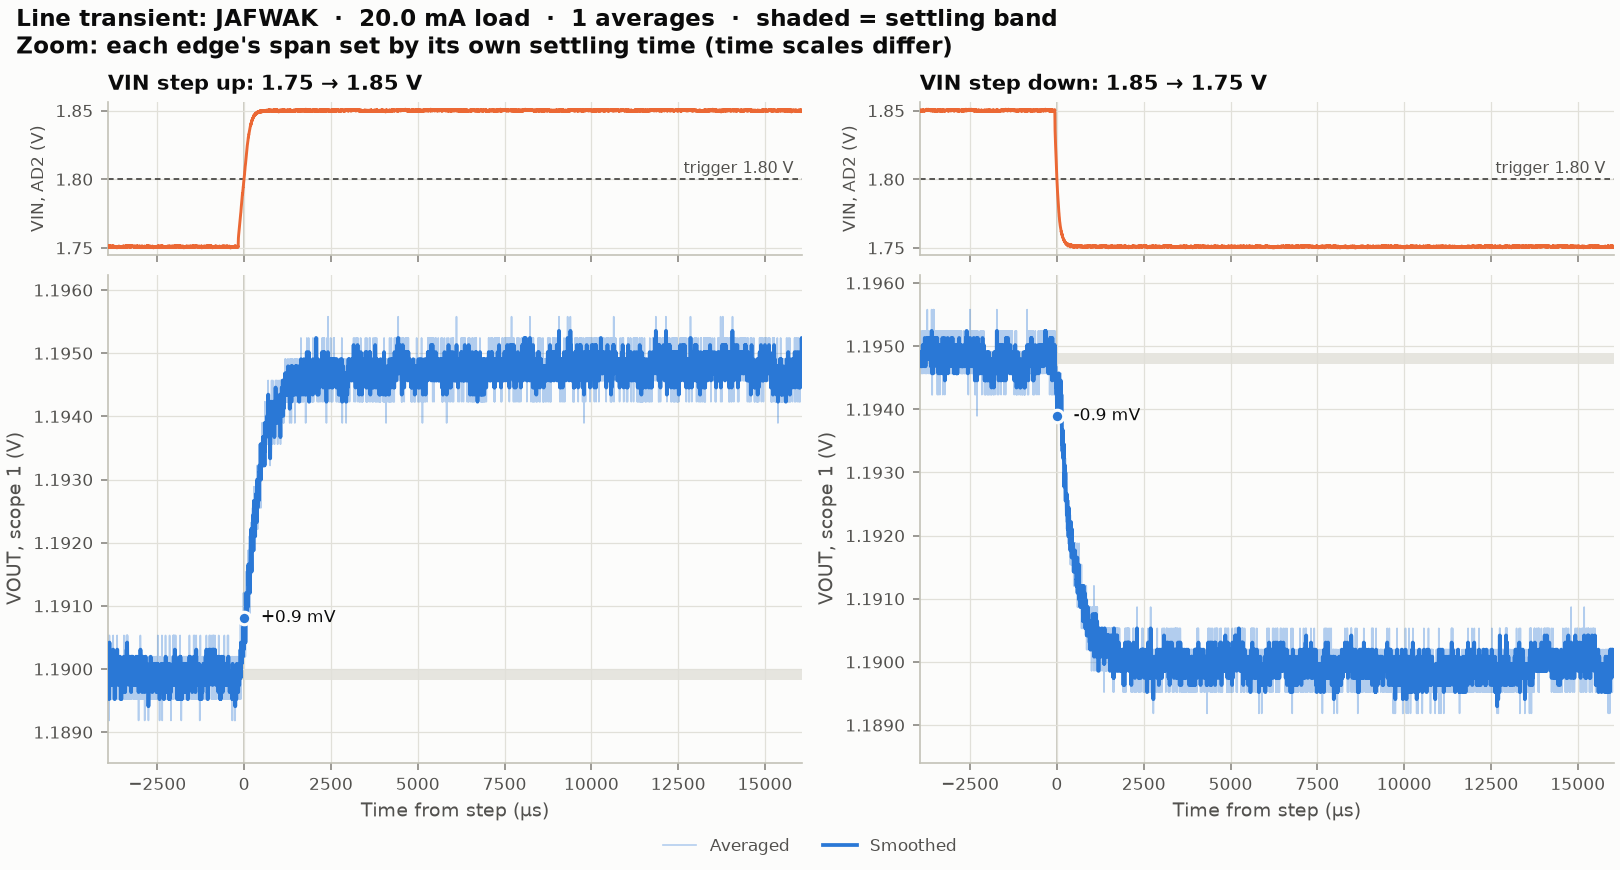 Line transient: JAFWAK · 20.0 mA load · 1 averages · shaded = settling band
Zoom: each edge's span set by its own settling time (time scales differ)
VIN step up: 1.75 → 1.85 V
VIN, AD2 (V)
1.85
1.80
1.75
trigger 1.80 V
VOUT, scope 1 (V)
1.1960
1.1950
1.1940
1.1930
1.1920
1.1910
1.1900
1.1890
+0.9 mV
−2500 0 2500 5000 7500 10000 12500 15000
Time from step (µs)
VIN step down: 1.85 → 1.75 V
VIN, AD2 (V)
1.85
1.80
1.75
trigger 1.80 V
VOUT, scope 1 (V)
1.1960
1.1950
1.1940
1.1930
1.1920
1.1910
1.1900
1.1890
-0.9 mV
−2500 0 2500 5000 7500 10000 12500 15000
Time from step (µs)
Averaged Smoothed